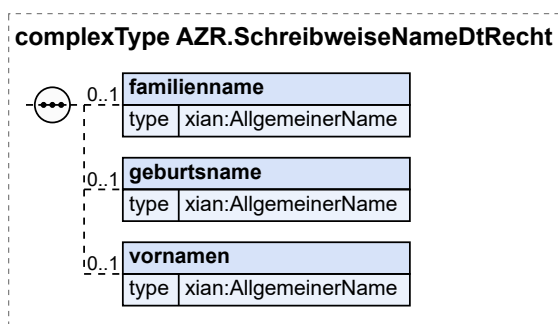 complexType AZR.SchreibweiseNameDtRecht
0..1 familienname
type xian:AllgemeinerName
0..1 geburtsname
type xian:AllgemeinerName
0..1 vornamen
type xian:AllgemeinerName